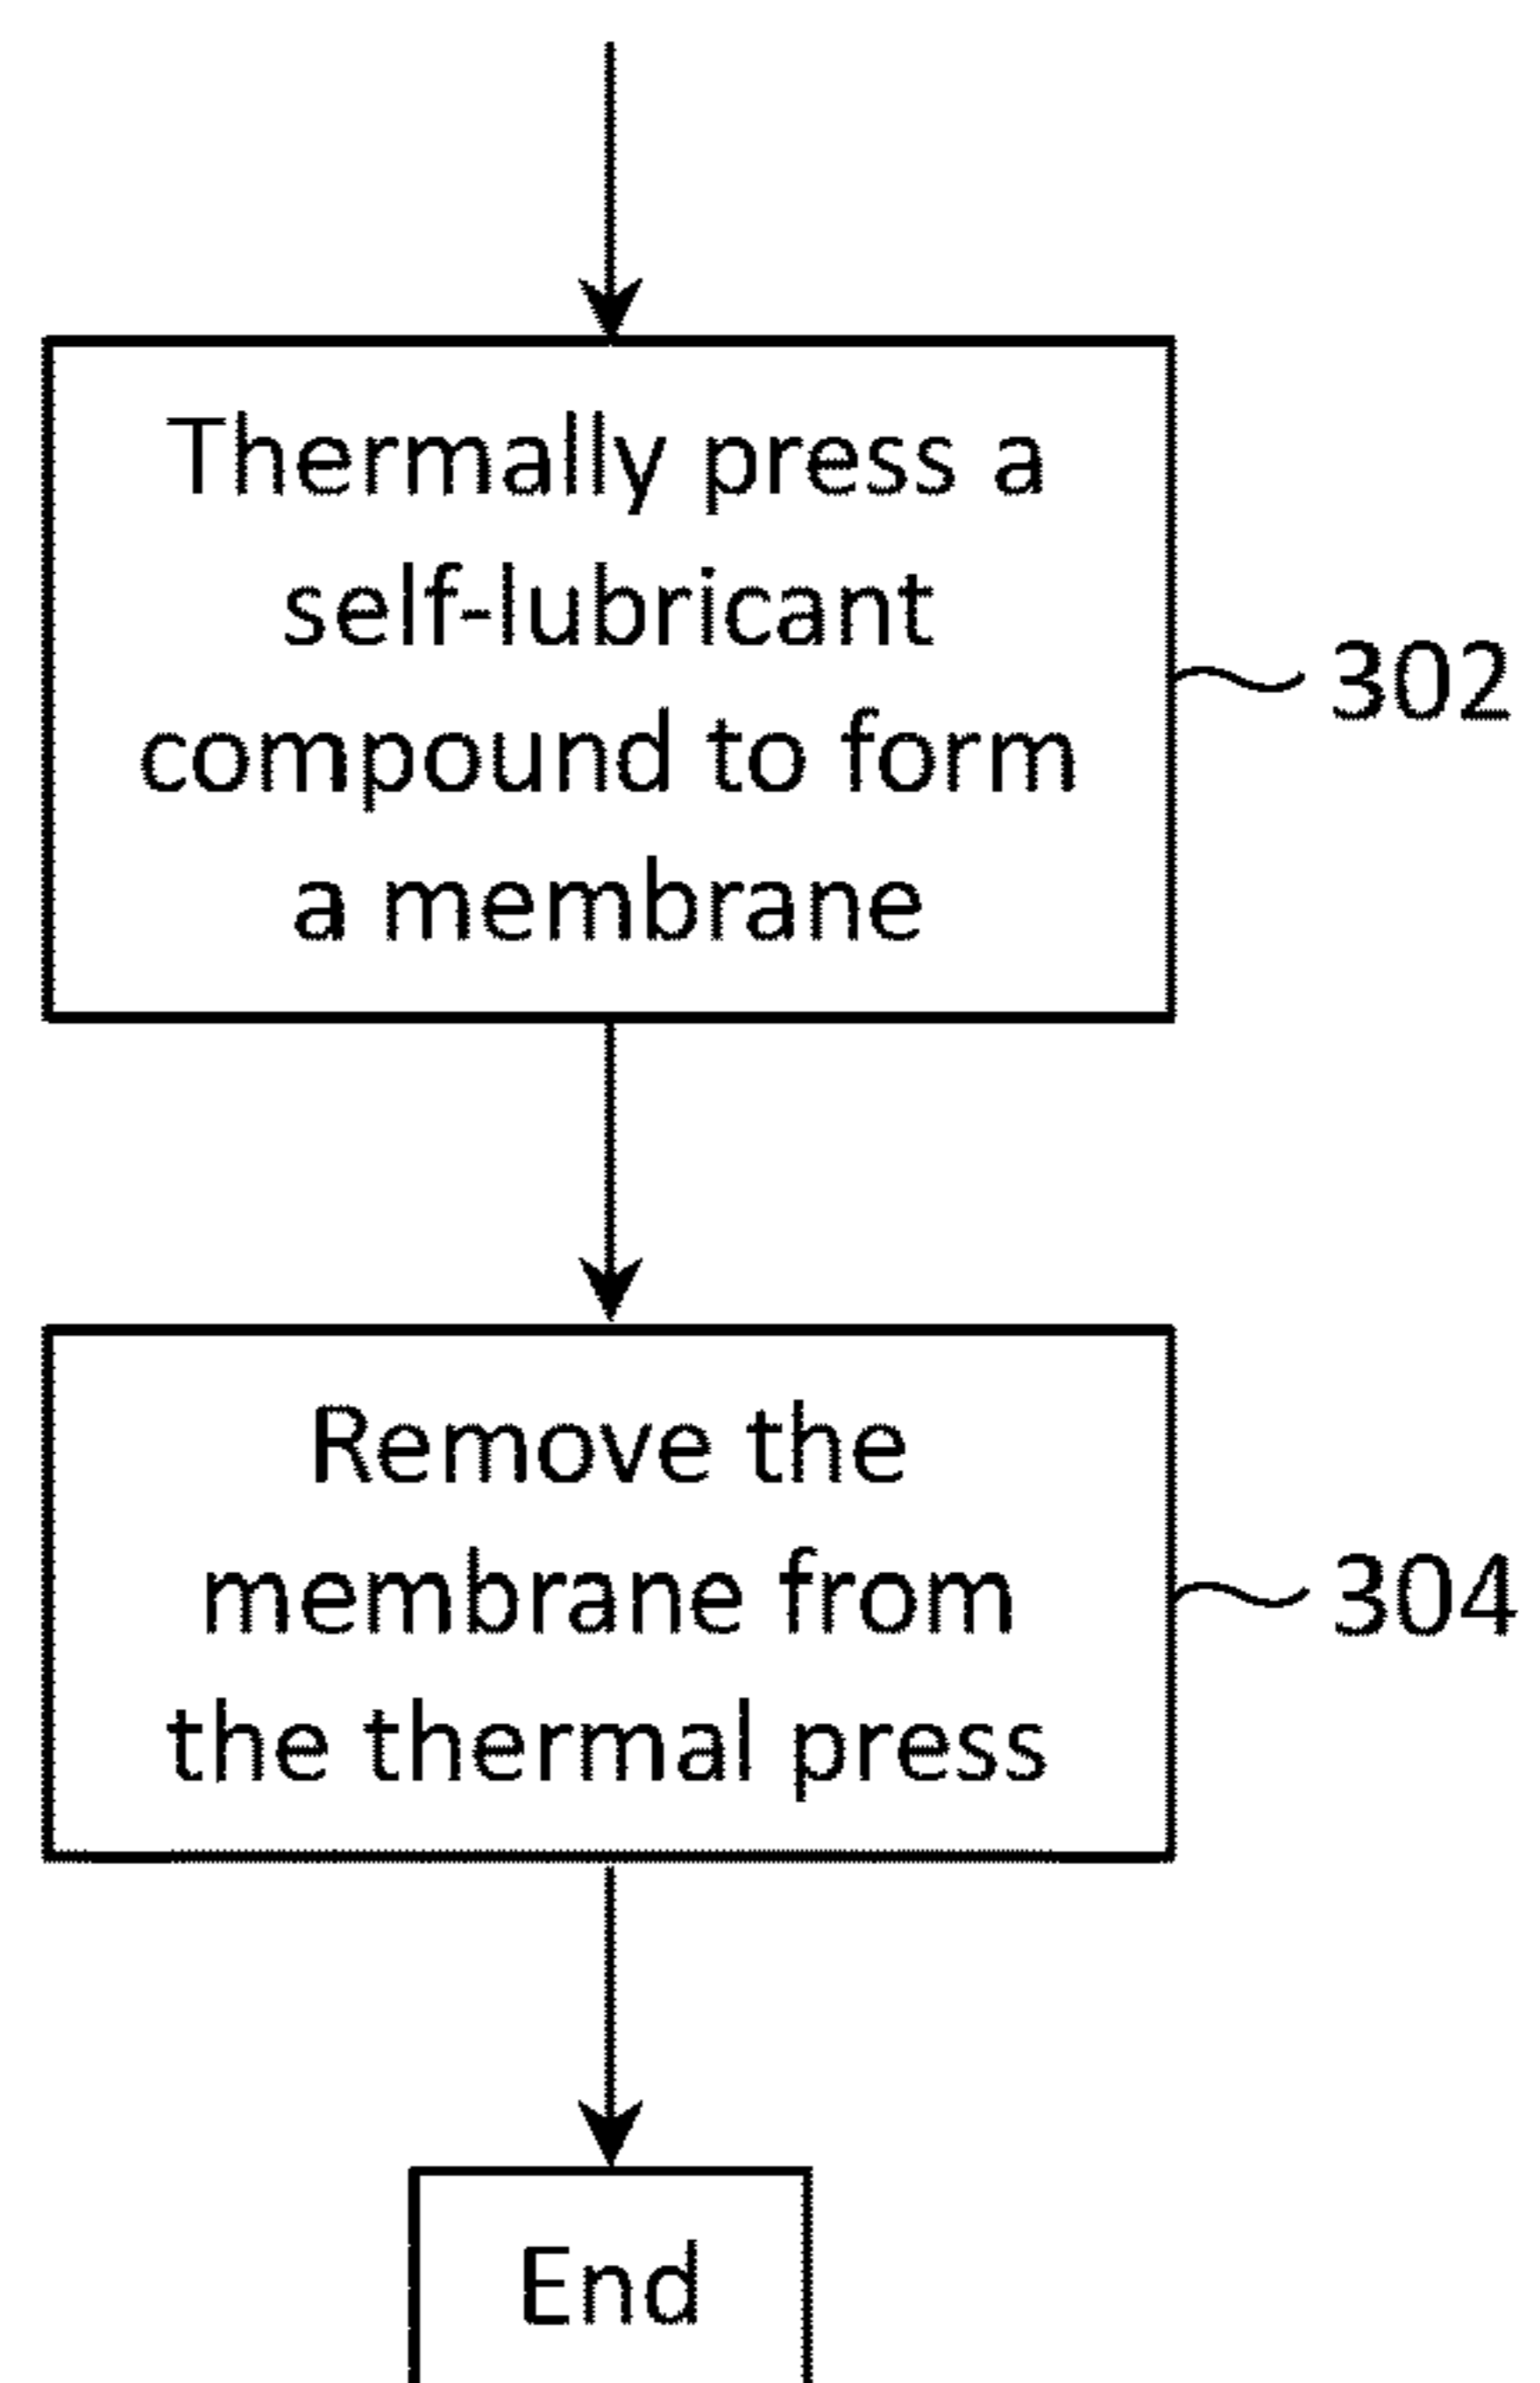 Thermally press a
self-lubricant
compound to form
a membrane
302
Remove the
membrane from
the thermal press
304
End